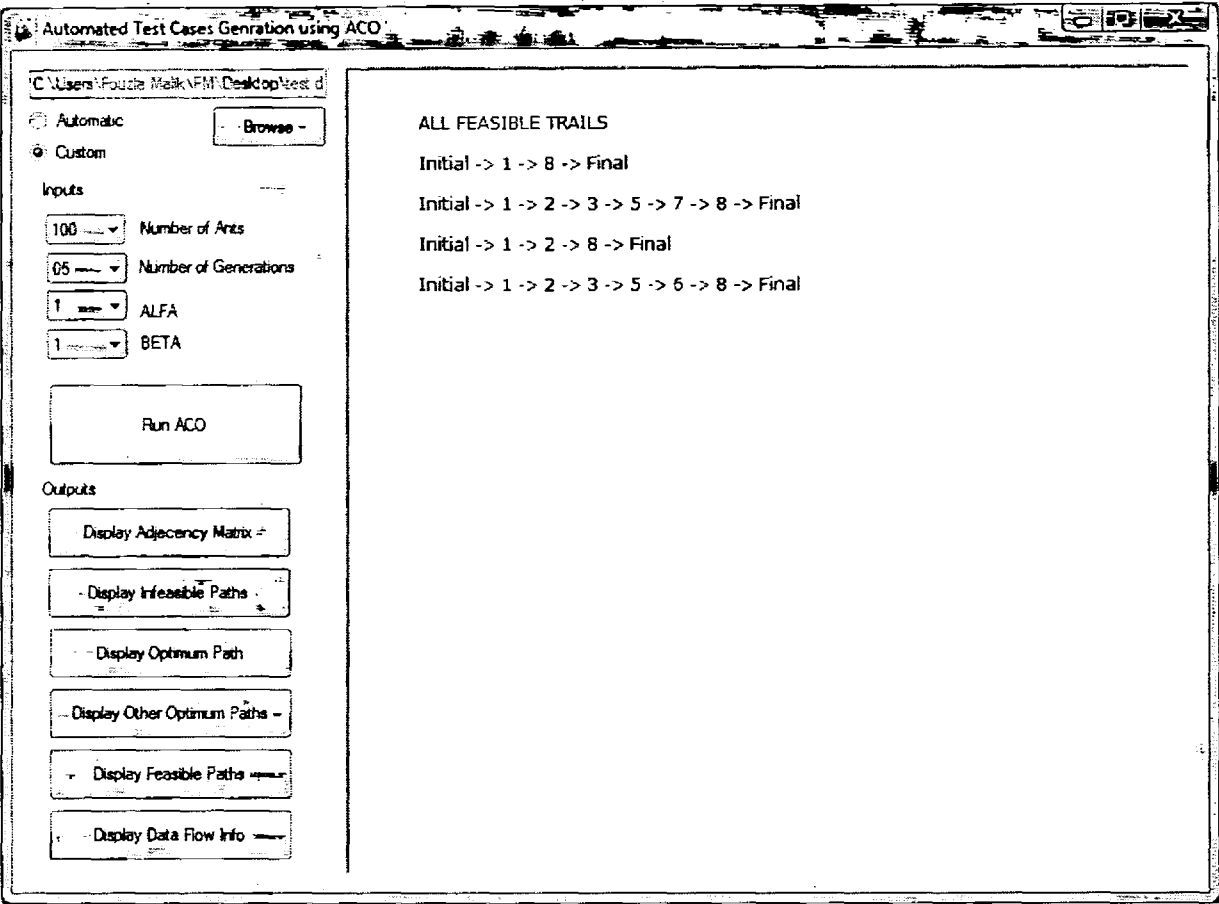 Automated Test Cases Genration using ACO
C:\Users\Fouzia Malik\FM\Desktop\test d
Automatic
Browse
Custom
Inputs
100 Number of Ants
05 Number of Generations
1 ALFA
1 BETA
Run ACO
Outputs
Display Adjacency Matrix
Display Infeasible Paths
Display Optimum Path
Display Other Optimum Paths
Display Feasible Paths
Display Data Flow Info
ALL FEASIBLE TRAILS
Initial -> 1 -> 8 -> Final
Initial -> 1 -> 2 -> 3 -> 5 -> 7 -> 8 -> Final
Initial -> 1 -> 2 -> 8 -> Final
Initial -> 1 -> 2 -> 3 -> 5 -> 6 -> 8 -> Final